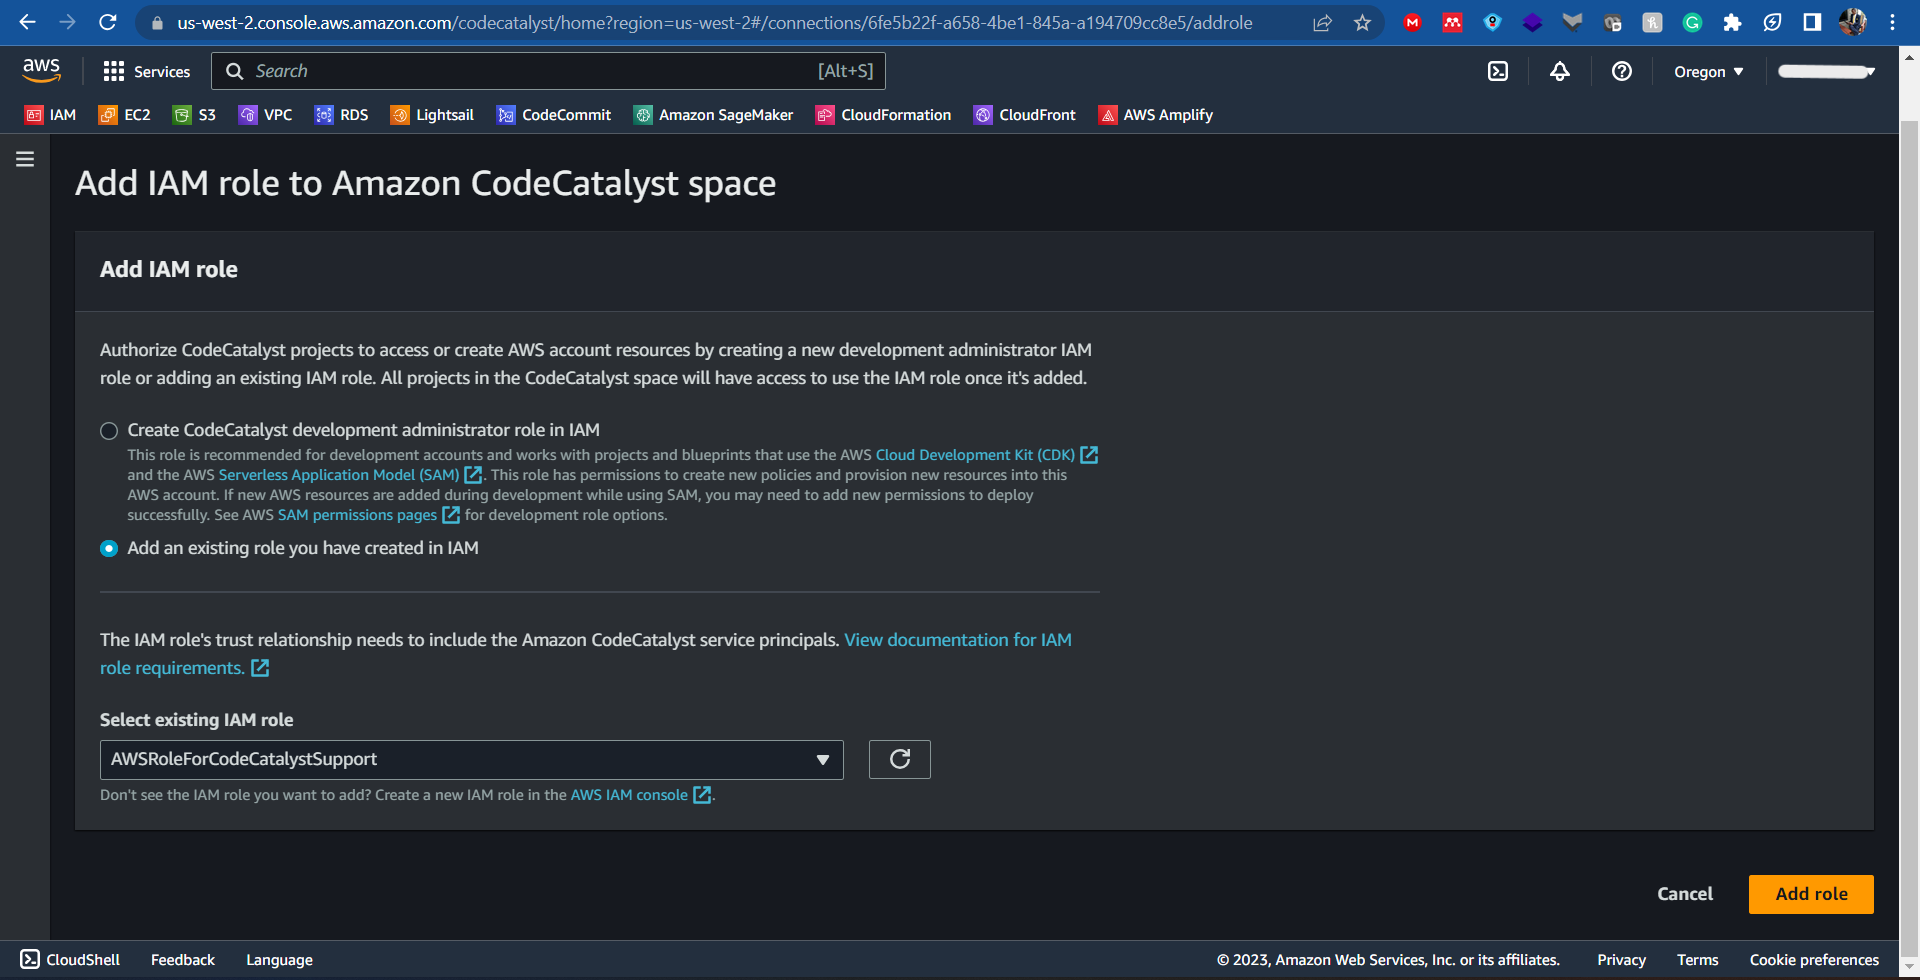 us-west-2.console.aws.amazon.com/codecatalyst/home?region=us-west-2#/connections/6fe5b22f-a658-4be1-845a-a194709cc8e5/addrole
aws Services Search [Alt+S] Oregon
IAM EC2 S3 VPC RDS Lightsail CodeCommit Amazon SageMaker CloudFormation CloudFront AWS Amplify
Add IAM role to Amazon CodeCatalyst space
Add IAM role
Authorize CodeCatalyst projects to access or create AWS account resources by creating a new development administrator IAM
role or adding an existing IAM role. All projects in the CodeCatalyst space will have access to use the IAM role once it's added.
Create CodeCatalyst development administrator role in IAM
This role is recommended for development accounts and works with projects and blueprints that use the AWS Cloud Development Kit (CDK)
and the AWS Serverless Application Model (SAM) . This role has permissions to create new policies and provision new resources into this
AWS account. If new AWS resources are added during development while using SAM, you may need to add new permissions to deploy
successfully. See AWS SAM permissions pages for development role options.
Add an existing role you have created in IAM
The IAM role's trust relationship needs to include the Amazon CodeCatalyst service principals. View documentation for IAM
role requirements.
Select existing IAM role
AWSRoleForCodeCatalystSupport
Don't see the IAM role you want to add? Create a new IAM role in the AWS IAM console .
Cancel Add role
CloudShell Feedback Language © 2023, Amazon Web Services, Inc. or its affiliates. Privacy Terms Cookie preferences